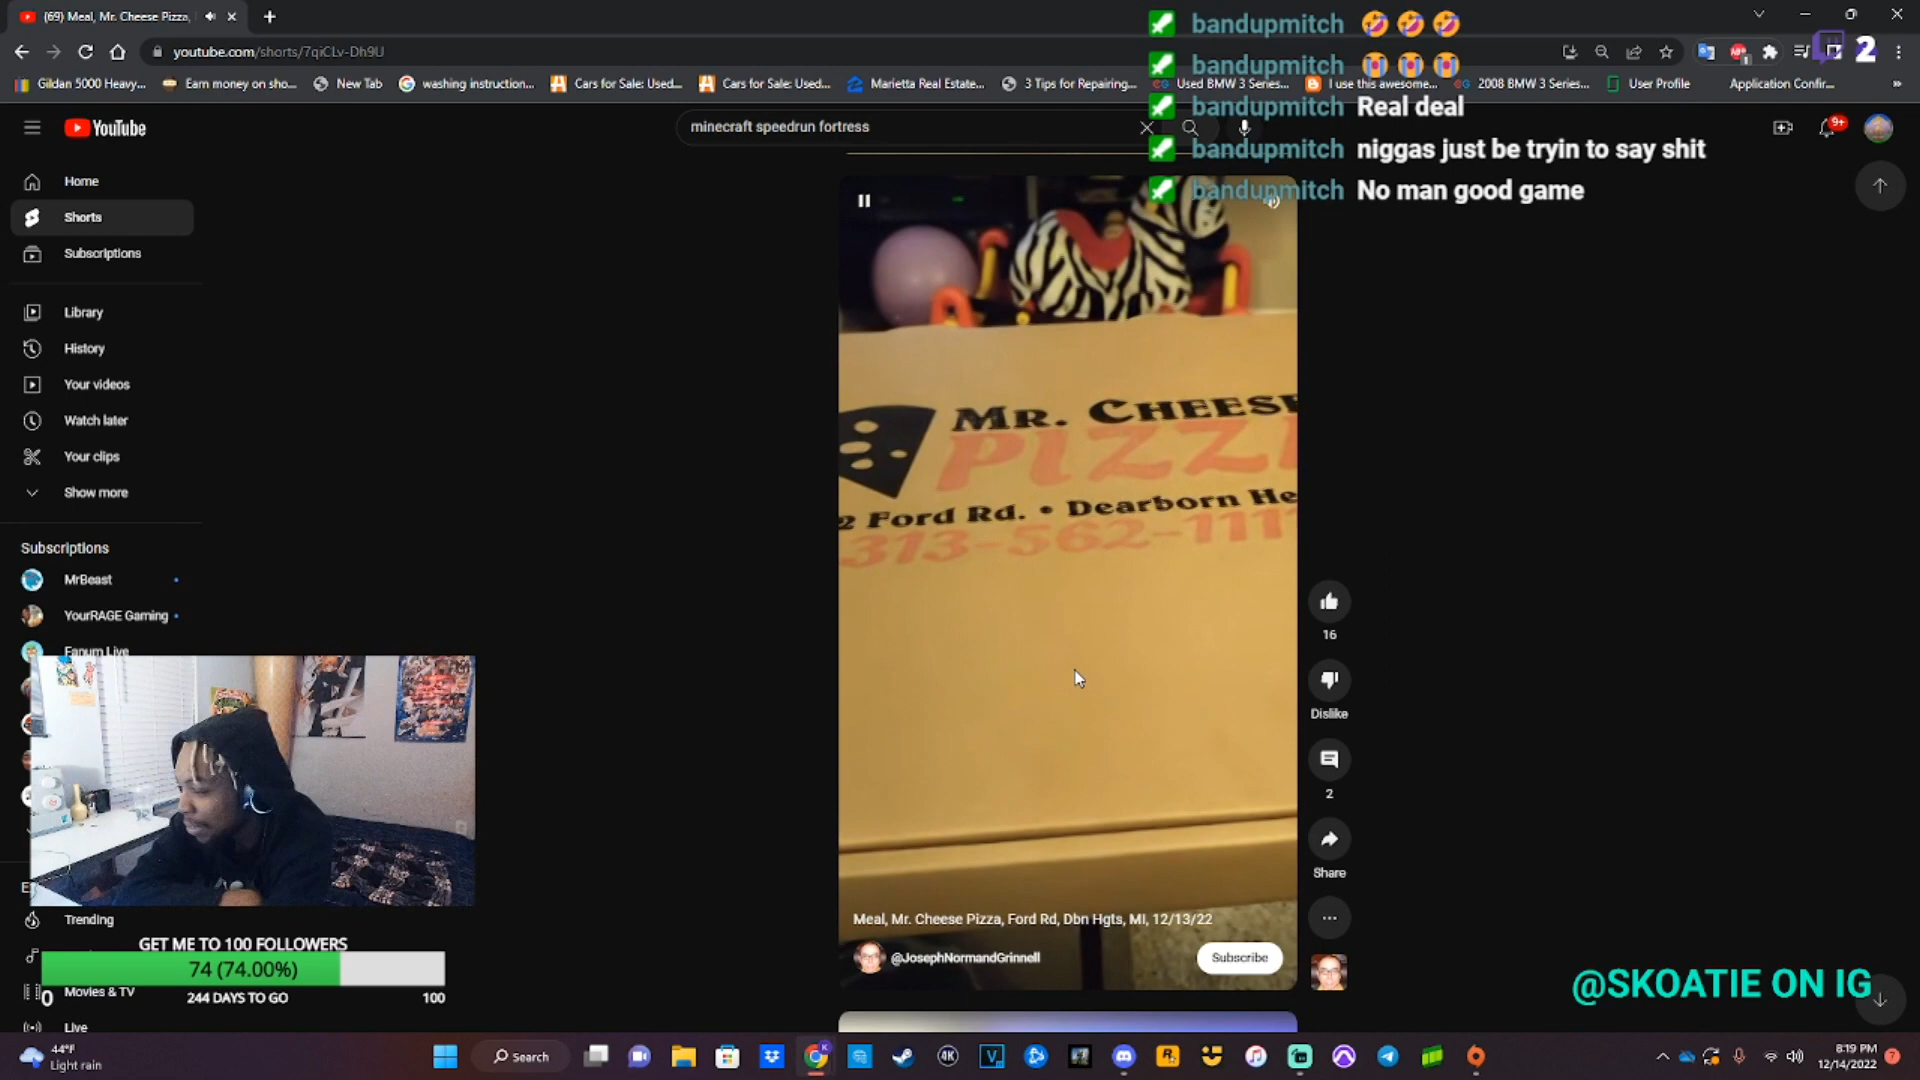 (69) Meal, Mr. Cheese Pizza,
youtube.com/shorts/7qiCLv-Dh9U
Gildan 5000 Heavy...
Earn money on sho...
New Tab
washing instruction...
Cars for Sale: Used...
Cars for Sale: Used...
Marietta Real Estate...
3 Tips for Repairing...
Used BMW 3 Series...
I use this awesome...
2008 BMW 3 Series...
User Profile
Application Confir...
2
bandupmitch
bandupmitch
bandupmitch Real deal
bandupmitch niggas just be tryin to say shit
bandupmitch No man good game
YouTube
minecraft speedrun fortress
9+
Home
Shorts
Subscriptions
Library
History
Your videos
Watch later
Your clips
Show more
Subscriptions
MrBeast
YourRAGE Gaming
Fanum Live
Trending
Movies & TV
Live
MR. CHEESE
PIZZ
2 Ford Rd. • Dearborn He
313-562-111
16
Dislike
2
Share
Meal, Mr. Cheese Pizza, Ford Rd, Dbn Hgts, MI, 12/13/22
@JosephNormandGrinnell
Subscribe
GET ME TO 100 FOLLOWERS
74 (74.00%)
0
244 DAYS TO GO
100
@SKOATIE ON IG
44°F
Light rain
Search
8:19 PM
12/14/2022
7